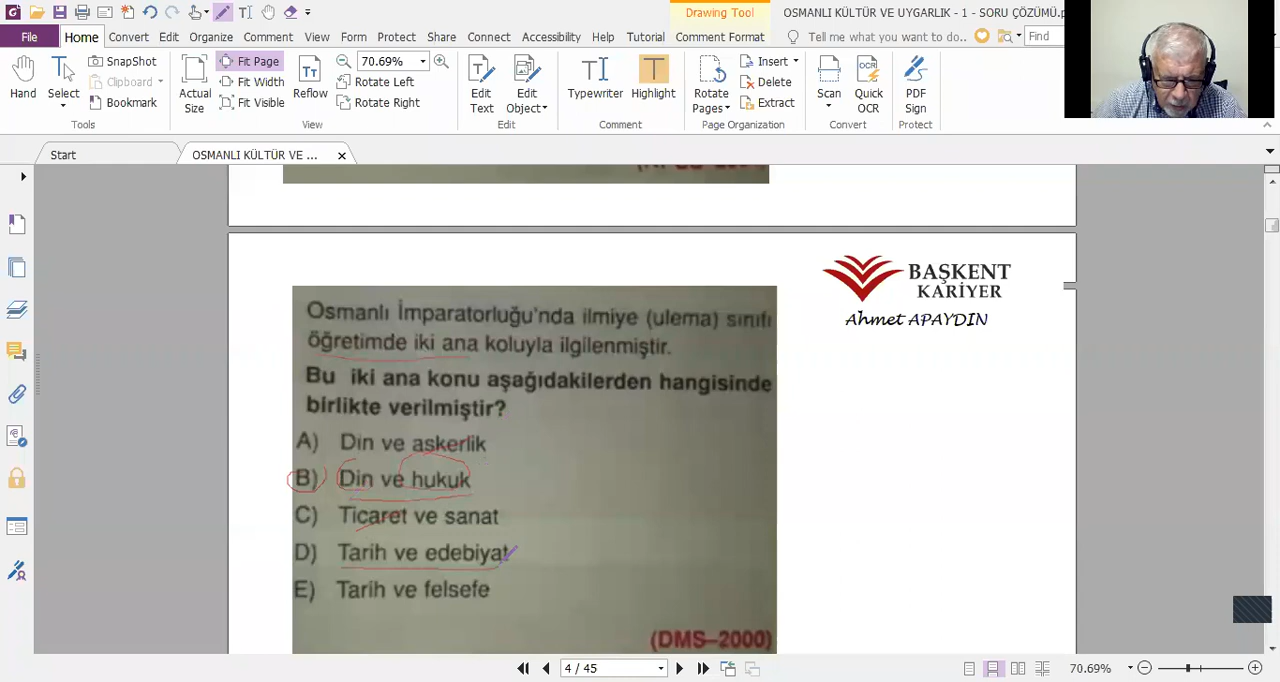 Drawing Tool
OSMANLI KÜLTÜR VE UYGARLIK - 1 - SORU ÇÖZÜMÜ.p
File Home Convert Edit Organize Comment View Form Protect Share Connect Accessibility Help Tutorial Comment Format Tell me what you want to do.. Find
Hand Select SnapShot Clipboard Bookmark
Actual Size Fit Page Fit Width Fit Visible Reflow 70.69% Rotate Left Rotate Right
Edit Text Edit Object Typewriter Highlight
Rotate Pages Insert Delete Extract
Scan Quick OCR PDF Sign
Tools View Edit Comment Page Organization Convert Protect
Start OSMANLI KÜLTÜR VE ...
BAŞKENT
KARİYER
Ahmet APAYDIN
Osmanlı İmparatorluğu'nda ilmiye (ulema) sınıfı
öğretimde iki ana koluyla ilgilenmiştir.
Bu iki ana konu aşağıdakilerden hangisinde
birlikte verilmiştir?
A) Din ve askerlik
B) Din ve hukuk
C) Ticaret ve sanat
D) Tarih ve edebiyat
E) Tarih ve felsefe
(DMS–2000)
4 / 45 70.69%